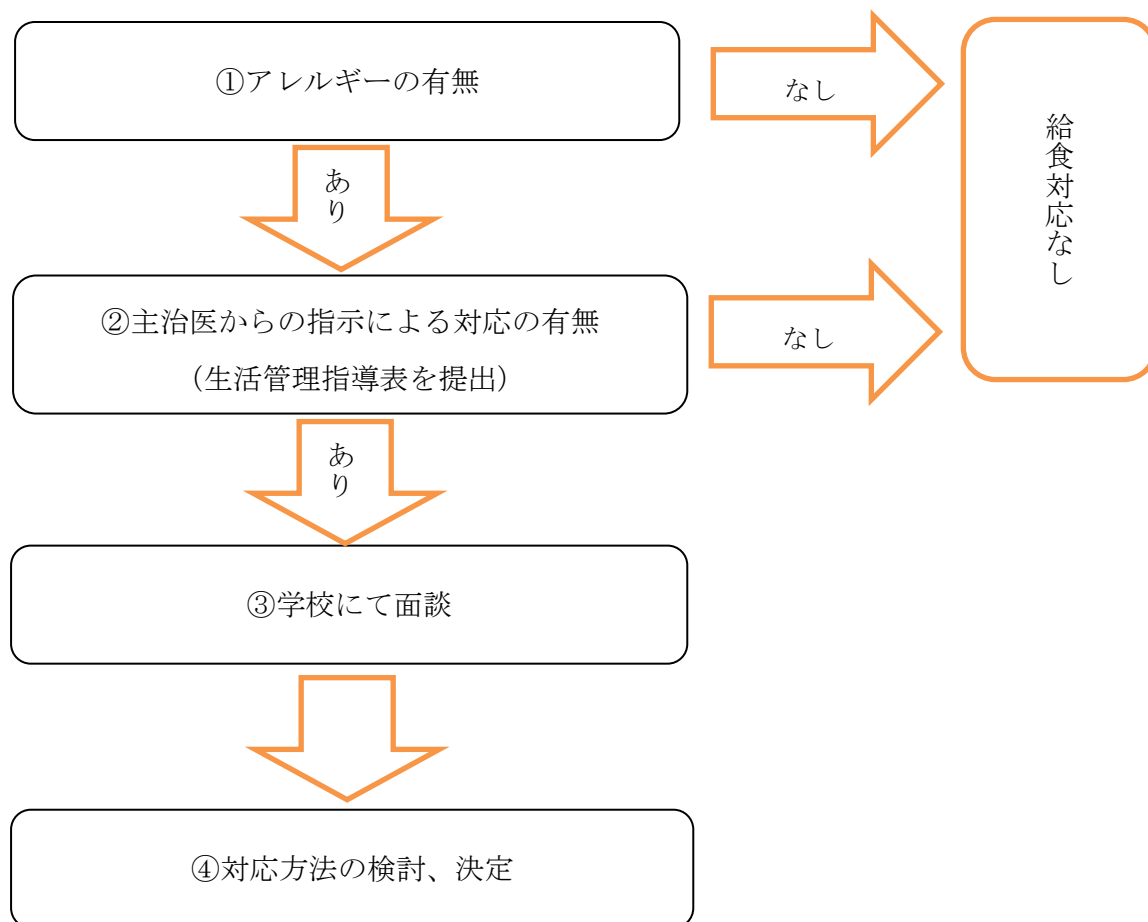 ①アレルギーの有無
なし
給食対応なし
あり
②主治医からの指示による対応の有無
（生活管理指導表を提出）
なし
あり
③学校にて面談
④対応方法の検討、決定